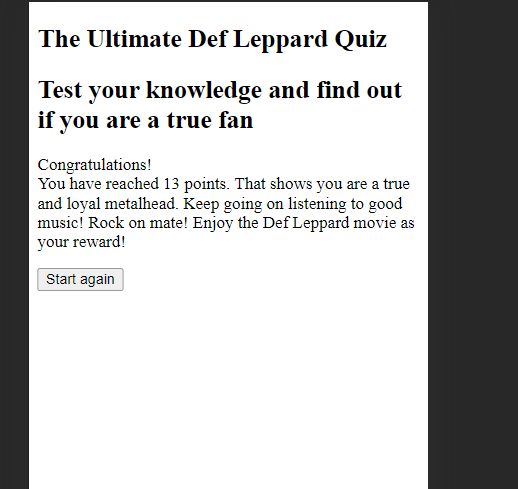 The Ultimate Def Leppard Quiz
Test your knowledge and find out
if you are a true fan
Congratulations!
You have reached 13 points. That shows you are a true
and loyal metalhead. Keep going on listening to good
music! Rock on mate! Enjoy the Def Leppard movie as
your reward!
Start again